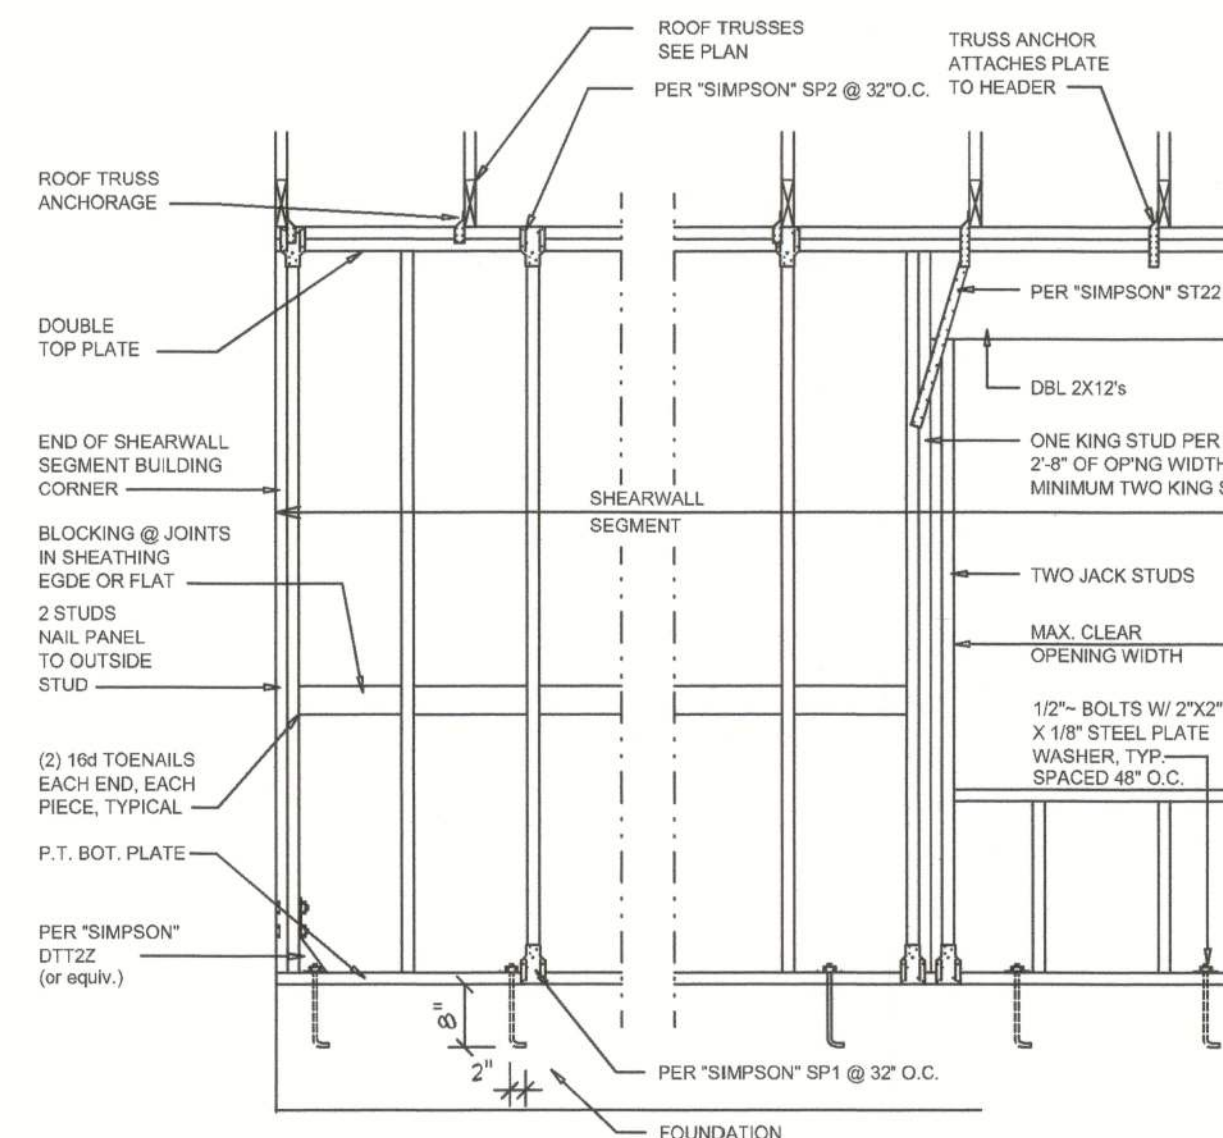 ROOF TRUSSES
SEE PLAN
PER "SIMPSON" SP2 @ 32"O.C.
TRUSS ANCHOR
ATTACHES PLATE
TO HEADER
ROOF TRUSS
ANCHORAGE
DOUBLE
TOP PLATE
PER "SIMPSON" ST22
DBL 2X12's
END OF SHEARWALL
SEGMENT BUILDING
CORNER
ONE KING STUD PER
2'-8" OF OP'NG WIDTH
MINIMUM TWO KING S
SHEARWALL
SEGMENT
BLOCKING @ JOINTS
IN SHEATHING
EGDE OR FLAT
2 STUDS
NAIL PANEL
TO OUTSIDE
STUD
TWO JACK STUDS
MAX. CLEAR
OPENING WIDTH
1/2"~ BOLTS W/ 2"X2"
X 1/8" STEEL PLATE
WASHER, TYP.
SPACED 48" O.C.
(2) 16d TOENAILS
EACH END, EACH
PIECE, TYPICAL
P.T. BOT. PLATE
PER "SIMPSON"
DTT2Z
(or equiv.)
8"
2"
PER "SIMPSON" SP1 @ 32" O.C.
FOUNDATION